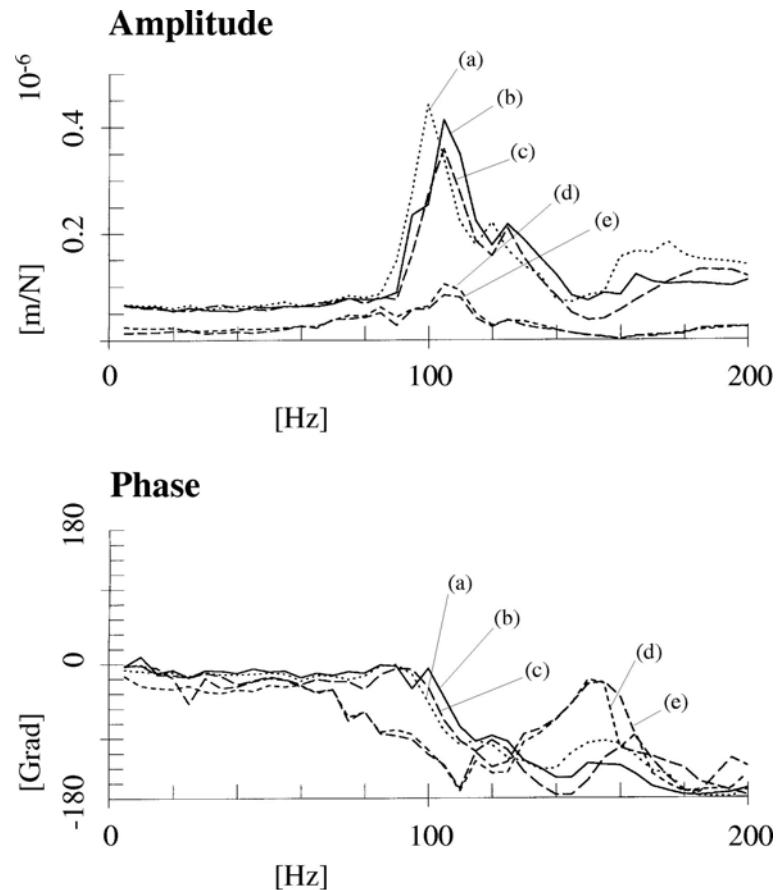 Amplitude
10^-6
[m/N]
0.4
0.2
(a)
(b)
(c)
(d)
(e)
0
100
200
[Hz]
Phase
180
0
-180
[Grad]
(a)
(b)
(c)
(d)
(e)
0
100
200
[Hz]